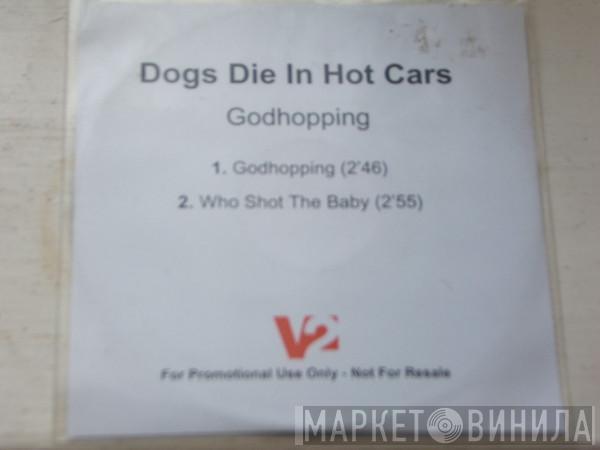 Dogs Die In Hot Cars
Godhopping
1. Godhopping (2'46)
2. Who Shot The Baby (2'55)
V2
For Promotional Use Only - Not For Resale
МАРКЕТ ВИНИЛА